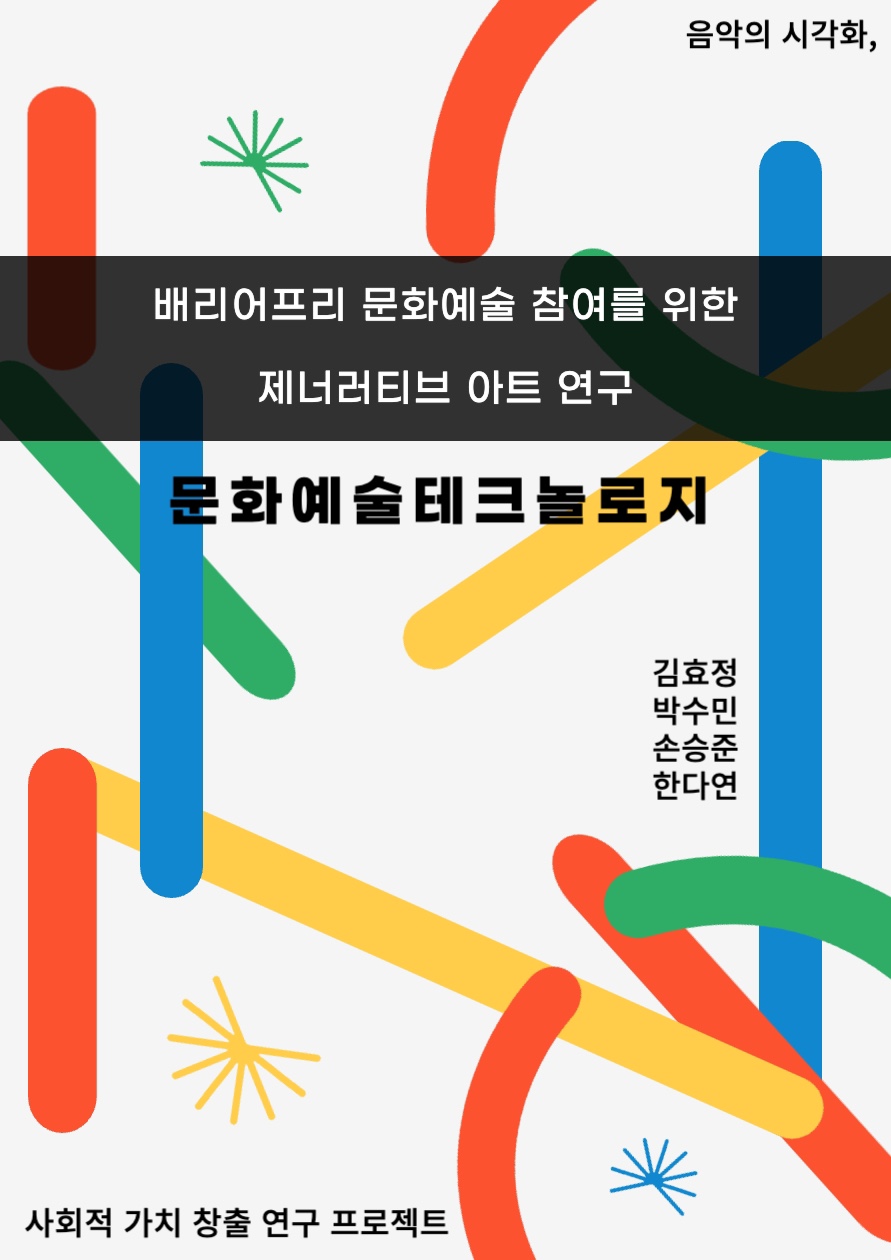 음악의 시각화,
배리어프리 문화예술 참여를 위한
제너러티브 아트 연구
문화예술테크놀로지
김효정
박수민
손승준
한다연
사회적 가치 창출 연구 프로젝트